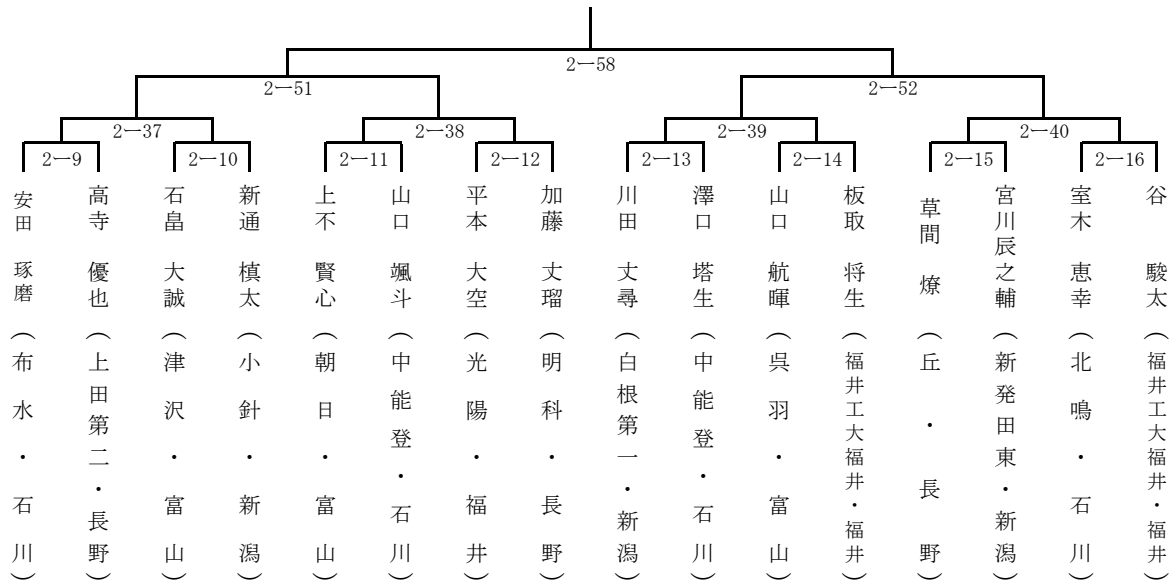 2―58
2―51
2―52
2―37
2―38
2―39
2―40
2―9
2―10
2―11
2―12
2―13
2―14
2―15
2―16
安田 琢磨（布水・石川）
高寺 優也（上田第二・長野）
石畠 大誠（津沢・富山）
新通 槙太（小針・新潟）
上不 賢心（朝日・富山）
山口 颯斗（中能登・石川）
平本 大空（光陽・福井）
加藤 丈瑠（明科・長野）
川田 丈尋（白根第一・新潟）
澤口 塔生（中能登・石川）
山口 航暉（呉羽・富山）
板取 将生（福井工大福井・福井）
草間 燎（丘・長野）
宮川辰之輔（新発田東・新潟）
室木 恵幸（北鳴・石川）
谷 駿太（福井工大福井・福井）